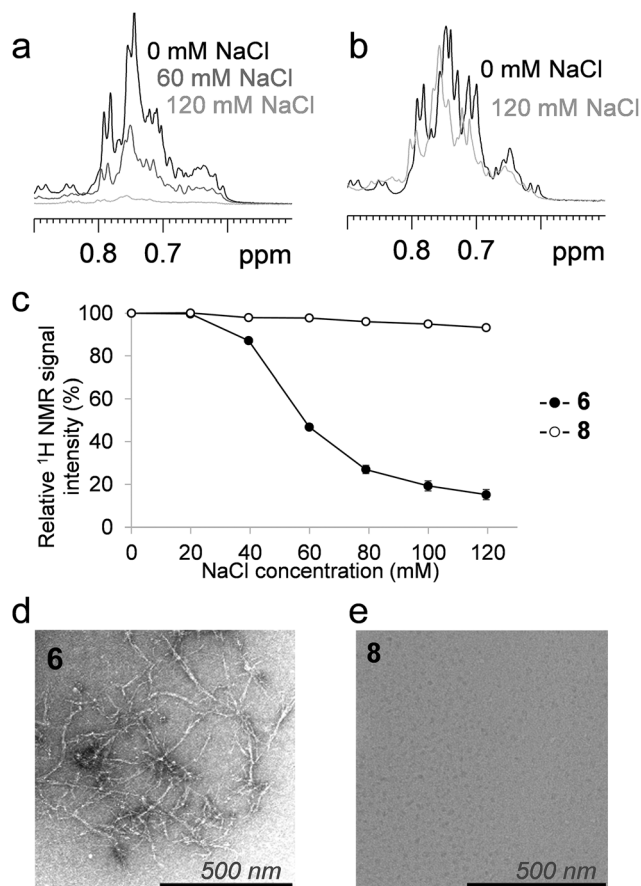 a
0 mM NaCl
60 mM NaCl
120 mM NaCl
0.8 0.7 ppm
b
0 mM NaCl
120 mM NaCl
0.8 0.7 ppm
c
Relative ¹H NMR signal
intensity (%)
100
80
60
40
20
0
0 20 40 60 80 100 120
NaCl concentration (mM)
6
8
d
6
500 nm
e
8
500 nm